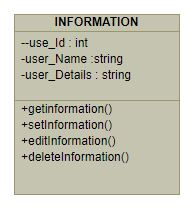 INFORMATION
--use_Id : int
-user_Name :string
-user_Details : string
+getinformation()
+setInformation()
+editInformation()
+deleteInformation()